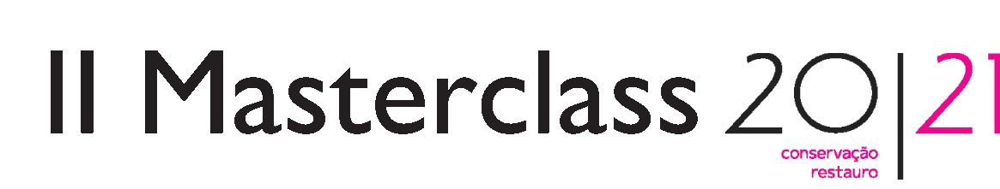 II Masterclass 20|21
conservação
restauro